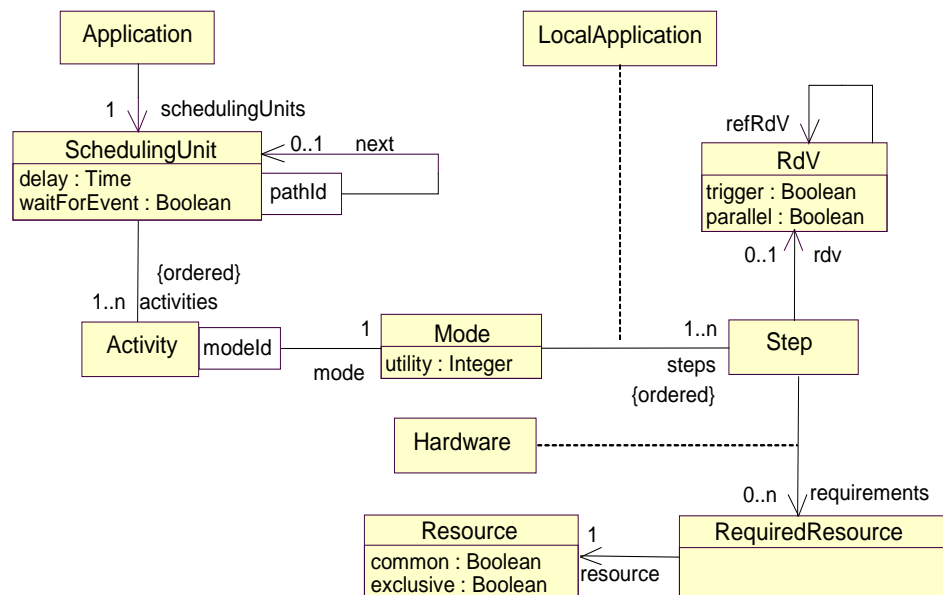 Application
LocalApplication
1 schedulingUnits
refRdV
SchedulingUnit
0..1 next
RdV
delay : Time
waitForEvent : Boolean
pathId
trigger : Boolean
parallel : Boolean
0..1 rdv
{ordered}
1..n activities
Activity
modeId
1
mode
Mode
utility : Integer
1..n
steps
{ordered}
Step
Hardware
0..n requirements
Resource
common : Boolean
exclusive : Boolean
1
resource
RequiredResource